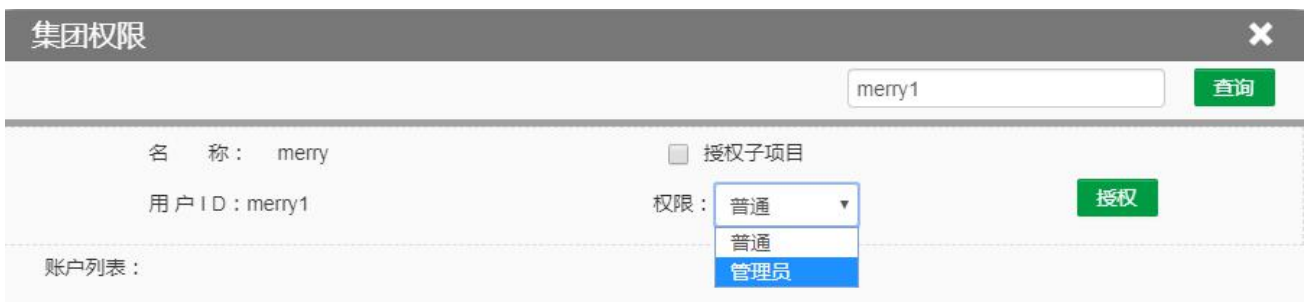 集团权限
merry1 查询
名 称： merry 授权子项目
用 户 I D：merry1 权限： 普通 授权
普通
管理员
账户列表：